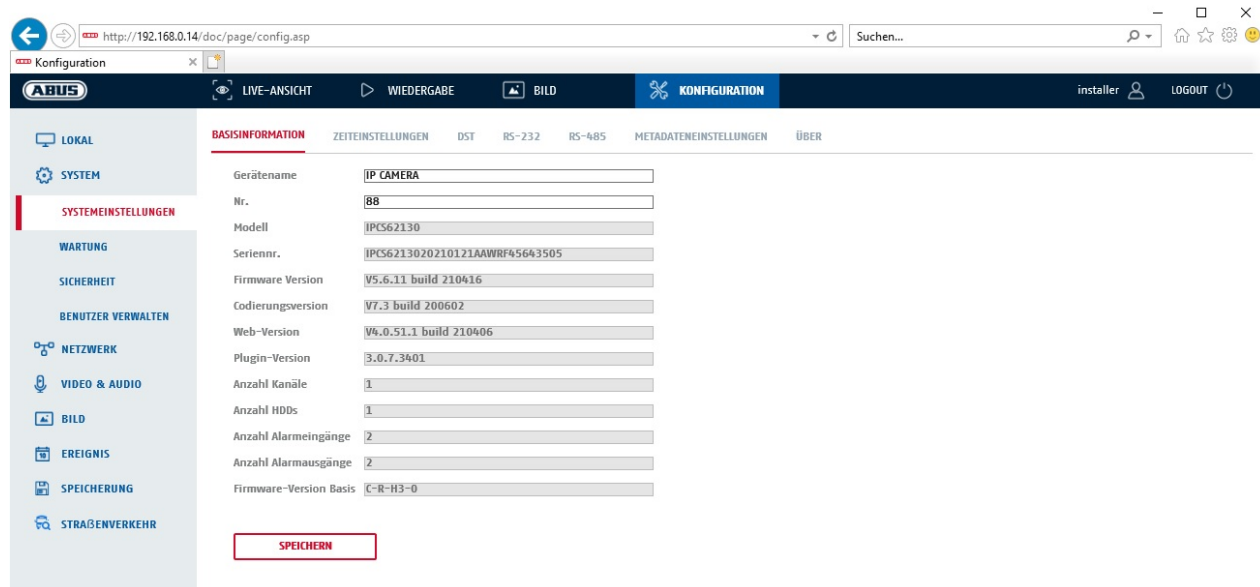 http://192.168.0.14/doc/page/config.asp
Suchen...
Konfiguration
ABUS
LIVE-ANSICHT
WIEDERGABE
BILD
KONFIGURATION
installer
LOGOUT
LOKAL
SYSTEM
SYSTEMEINSTELLUNGEN
WARTUNG
SICHERHEIT
BENUTZER VERWALTEN
NETZWERK
VIDEO & AUDIO
BILD
EREIGNIS
SPEICHERUNG
STRAßENVERKEHR
BASISINFORMATION
ZEITEINSTELLUNGEN
DST
RS-232
RS-485
METADATENEINSTELLUNGEN
ÜBER
Gerätename IP CAMERA
Nr. 88
Modell IPCS62130
Seriennr. IPCS6213020210121AAWRF45643505
Firmware Version V5.6.11 build 210416
Codierungsversion V7.3 build 200602
Web-Version V4.0.51.1 build 210406
Plugin-Version 3.0.7.3401
Anzahl Kanäle 1
Anzahl HDDs 1
Anzahl Alarmeingänge 2
Anzahl Alarmausgänge 2
Firmware-Version Basis C-R-H3-0
SPEICHERN